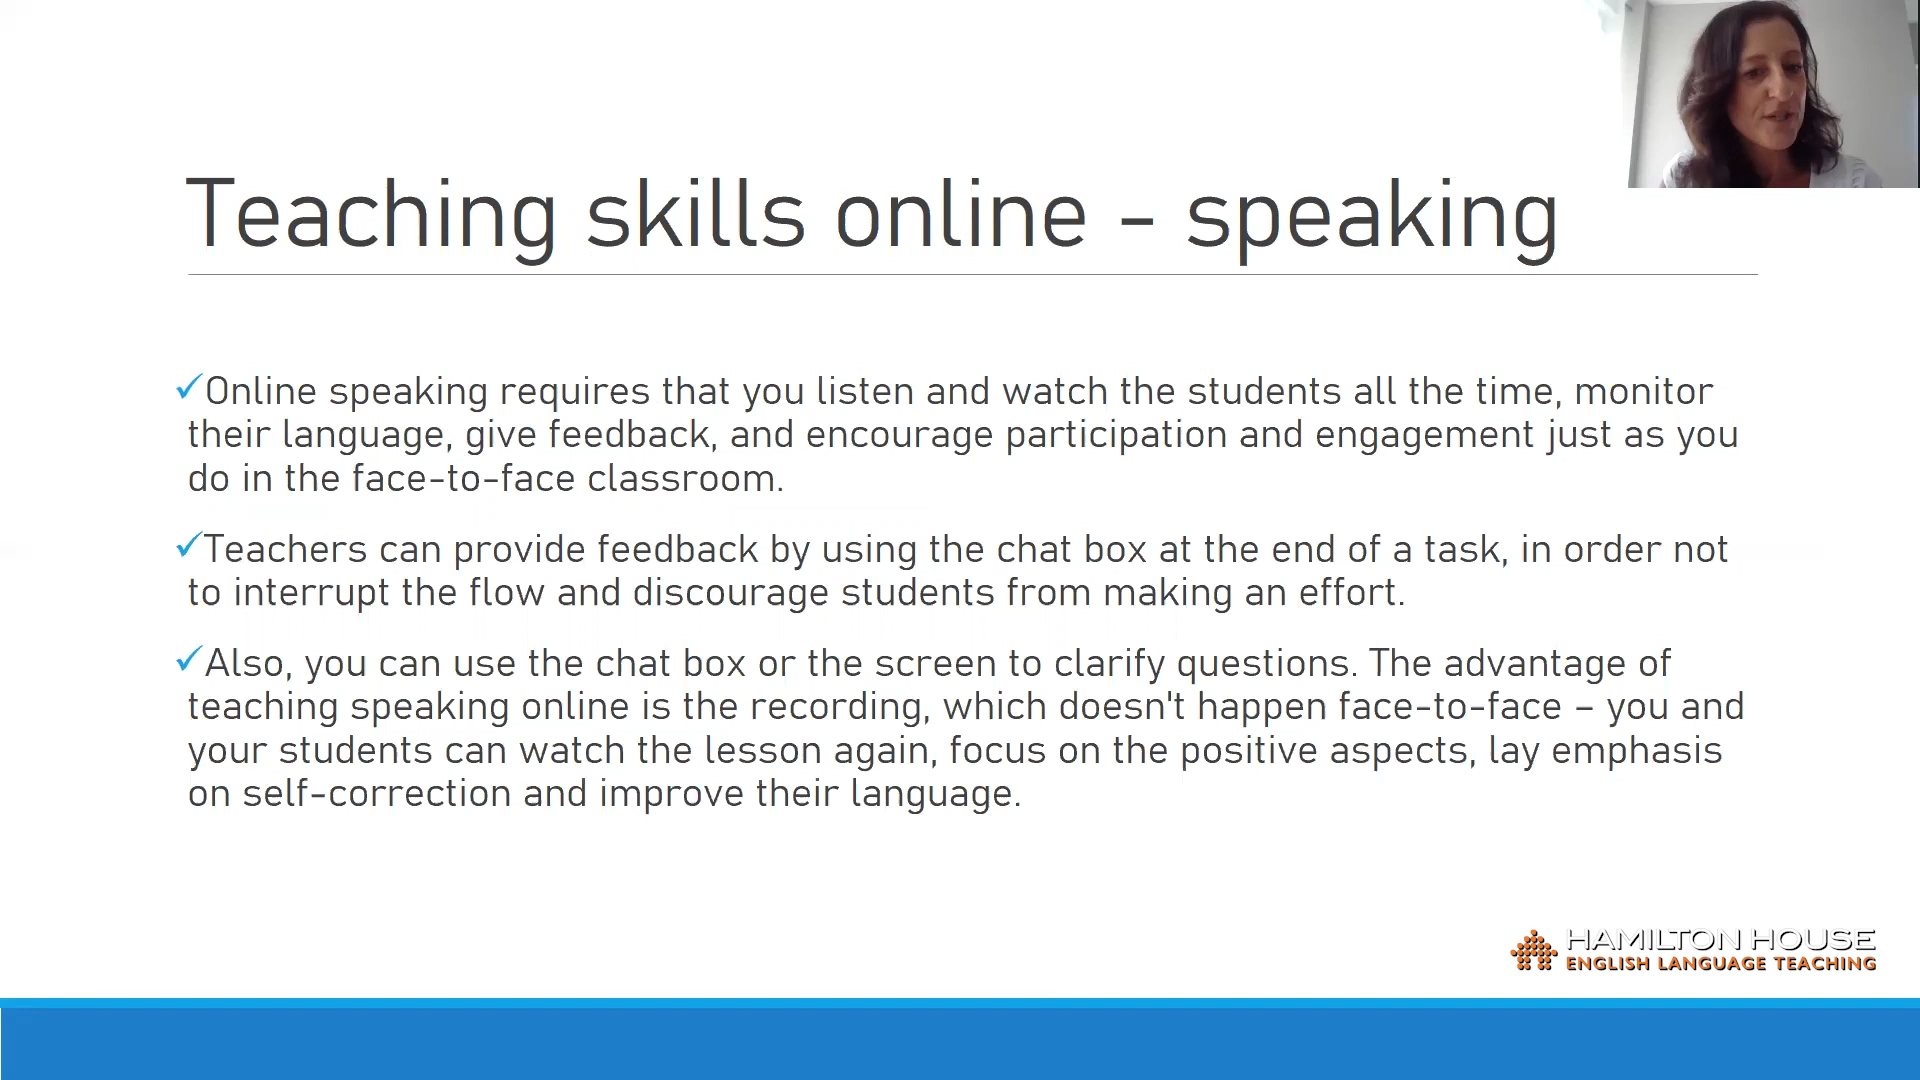 Teaching skills online - speaking
✓Online speaking requires that you listen and watch the students all the time, monitor
their language, give feedback, and encourage participation and engagement just as you
do in the face-to-face classroom.
✓Teachers can provide feedback by using the chat box at the end of a task, in order not
to interrupt the flow and discourage students from making an effort.
✓Also, you can use the chat box or the screen to clarify questions. The advantage of
teaching speaking online is the recording, which doesn't happen face-to-face – you and
your students can watch the lesson again, focus on the positive aspects, lay emphasis
on self-correction and improve their language.
HAMILTON HOUSE
ENGLISH LANGUAGE TEACHING